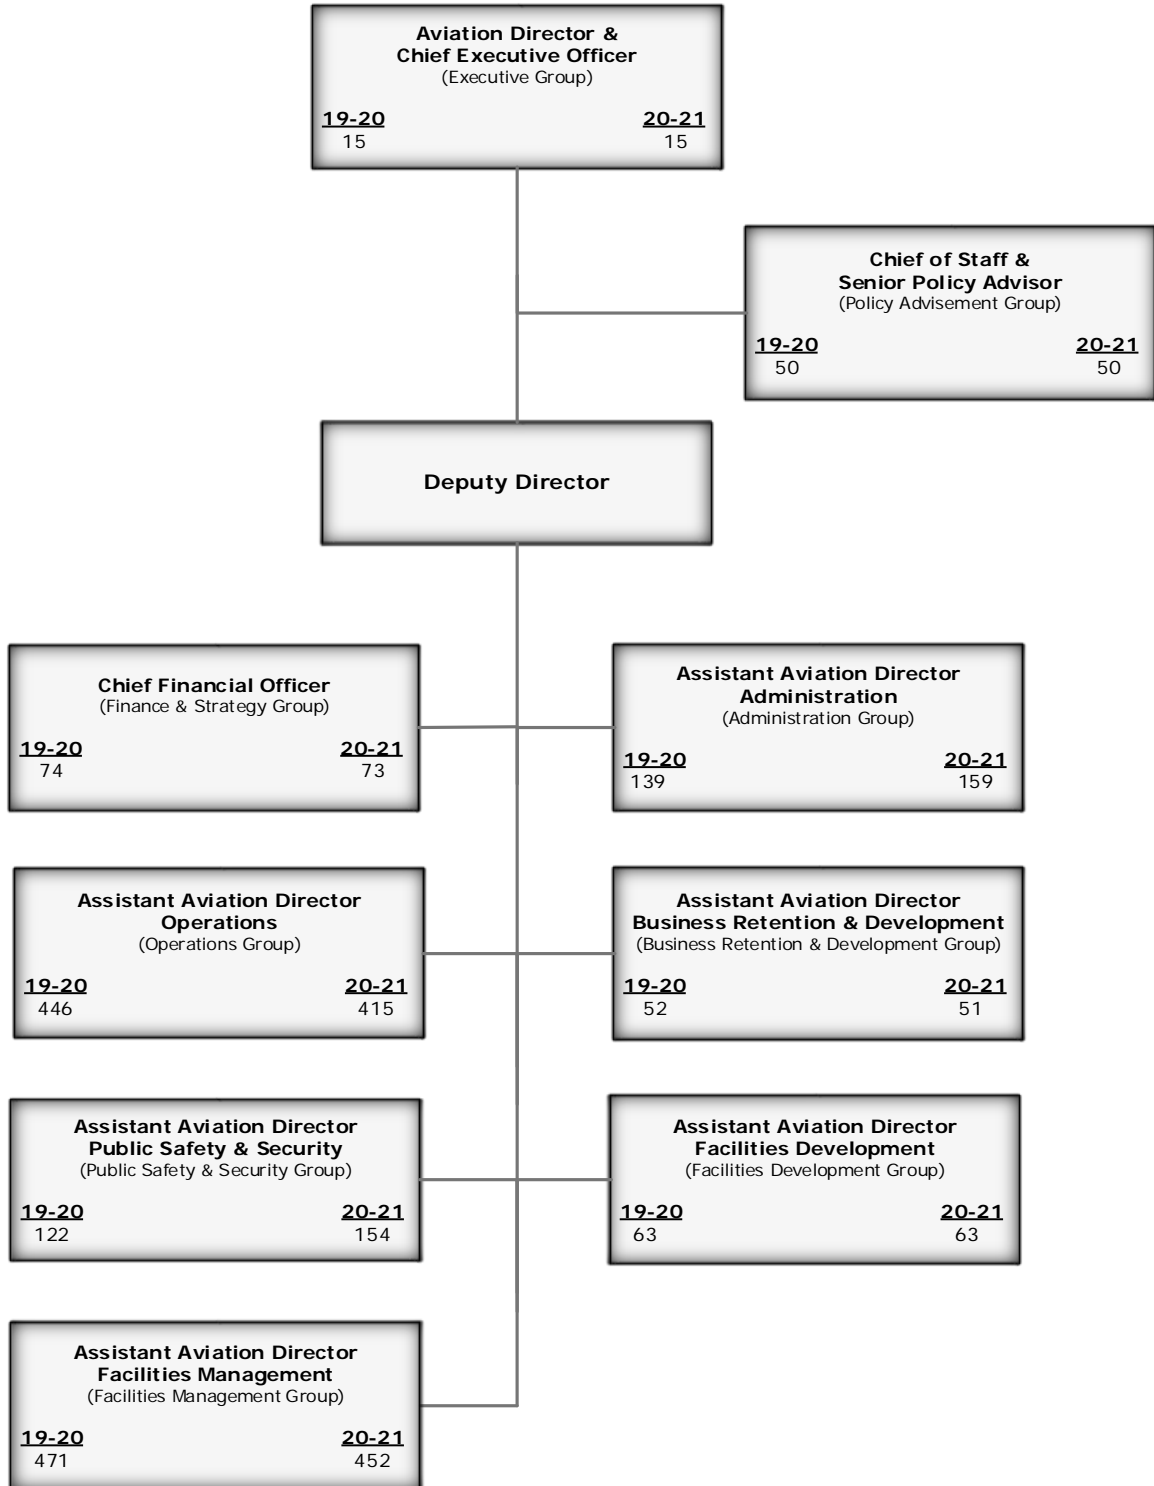 Aviation Director &
Chief Executive Officer
(Executive Group)
19-20 20-21
15 15
Chief of Staff &
Senior Policy Advisor
(Policy Advisement Group)
19-20 20-21
50 50
Deputy Director
Chief Financial Officer
(Finance & Strategy Group)
19-20 20-21
74 73
Assistant Aviation Director
Administration
(Administration Group)
19-20 20-21
139 159
Assistant Aviation Director
Operations
(Operations Group)
19-20 20-21
446 415
Assistant Aviation Director
Business Retention & Development
(Business Retention & Development Group)
19-20 20-21
52 51
Assistant Aviation Director
Public Safety & Security
(Public Safety & Security Group)
19-20 20-21
122 154
Assistant Aviation Director
Facilities Development
(Facilities Development Group)
19-20 20-21
63 63
Assistant Aviation Director
Facilities Management
(Facilities Management Group)
19-20 20-21
471 452